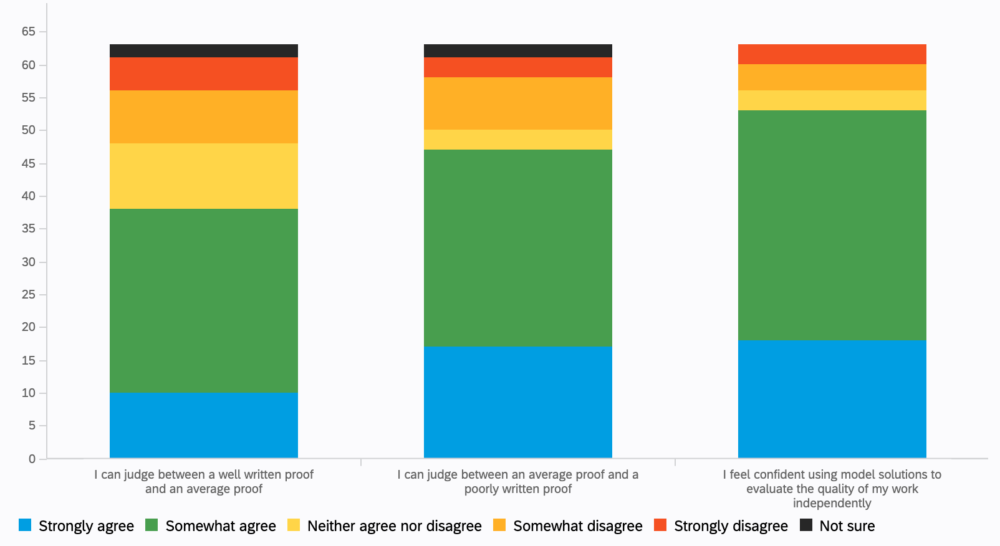 65
60
55
50
45
40
35
30
25
20
15
10
5
0
I can judge between a well written proof
and an average proof
I can judge between an average proof and a
poorly written proof
I feel confident using model solutions to
evaluate the quality of my work
independently
Strongly agree Somewhat agree Neither agree nor disagree Somewhat disagree Strongly disagree Not sure